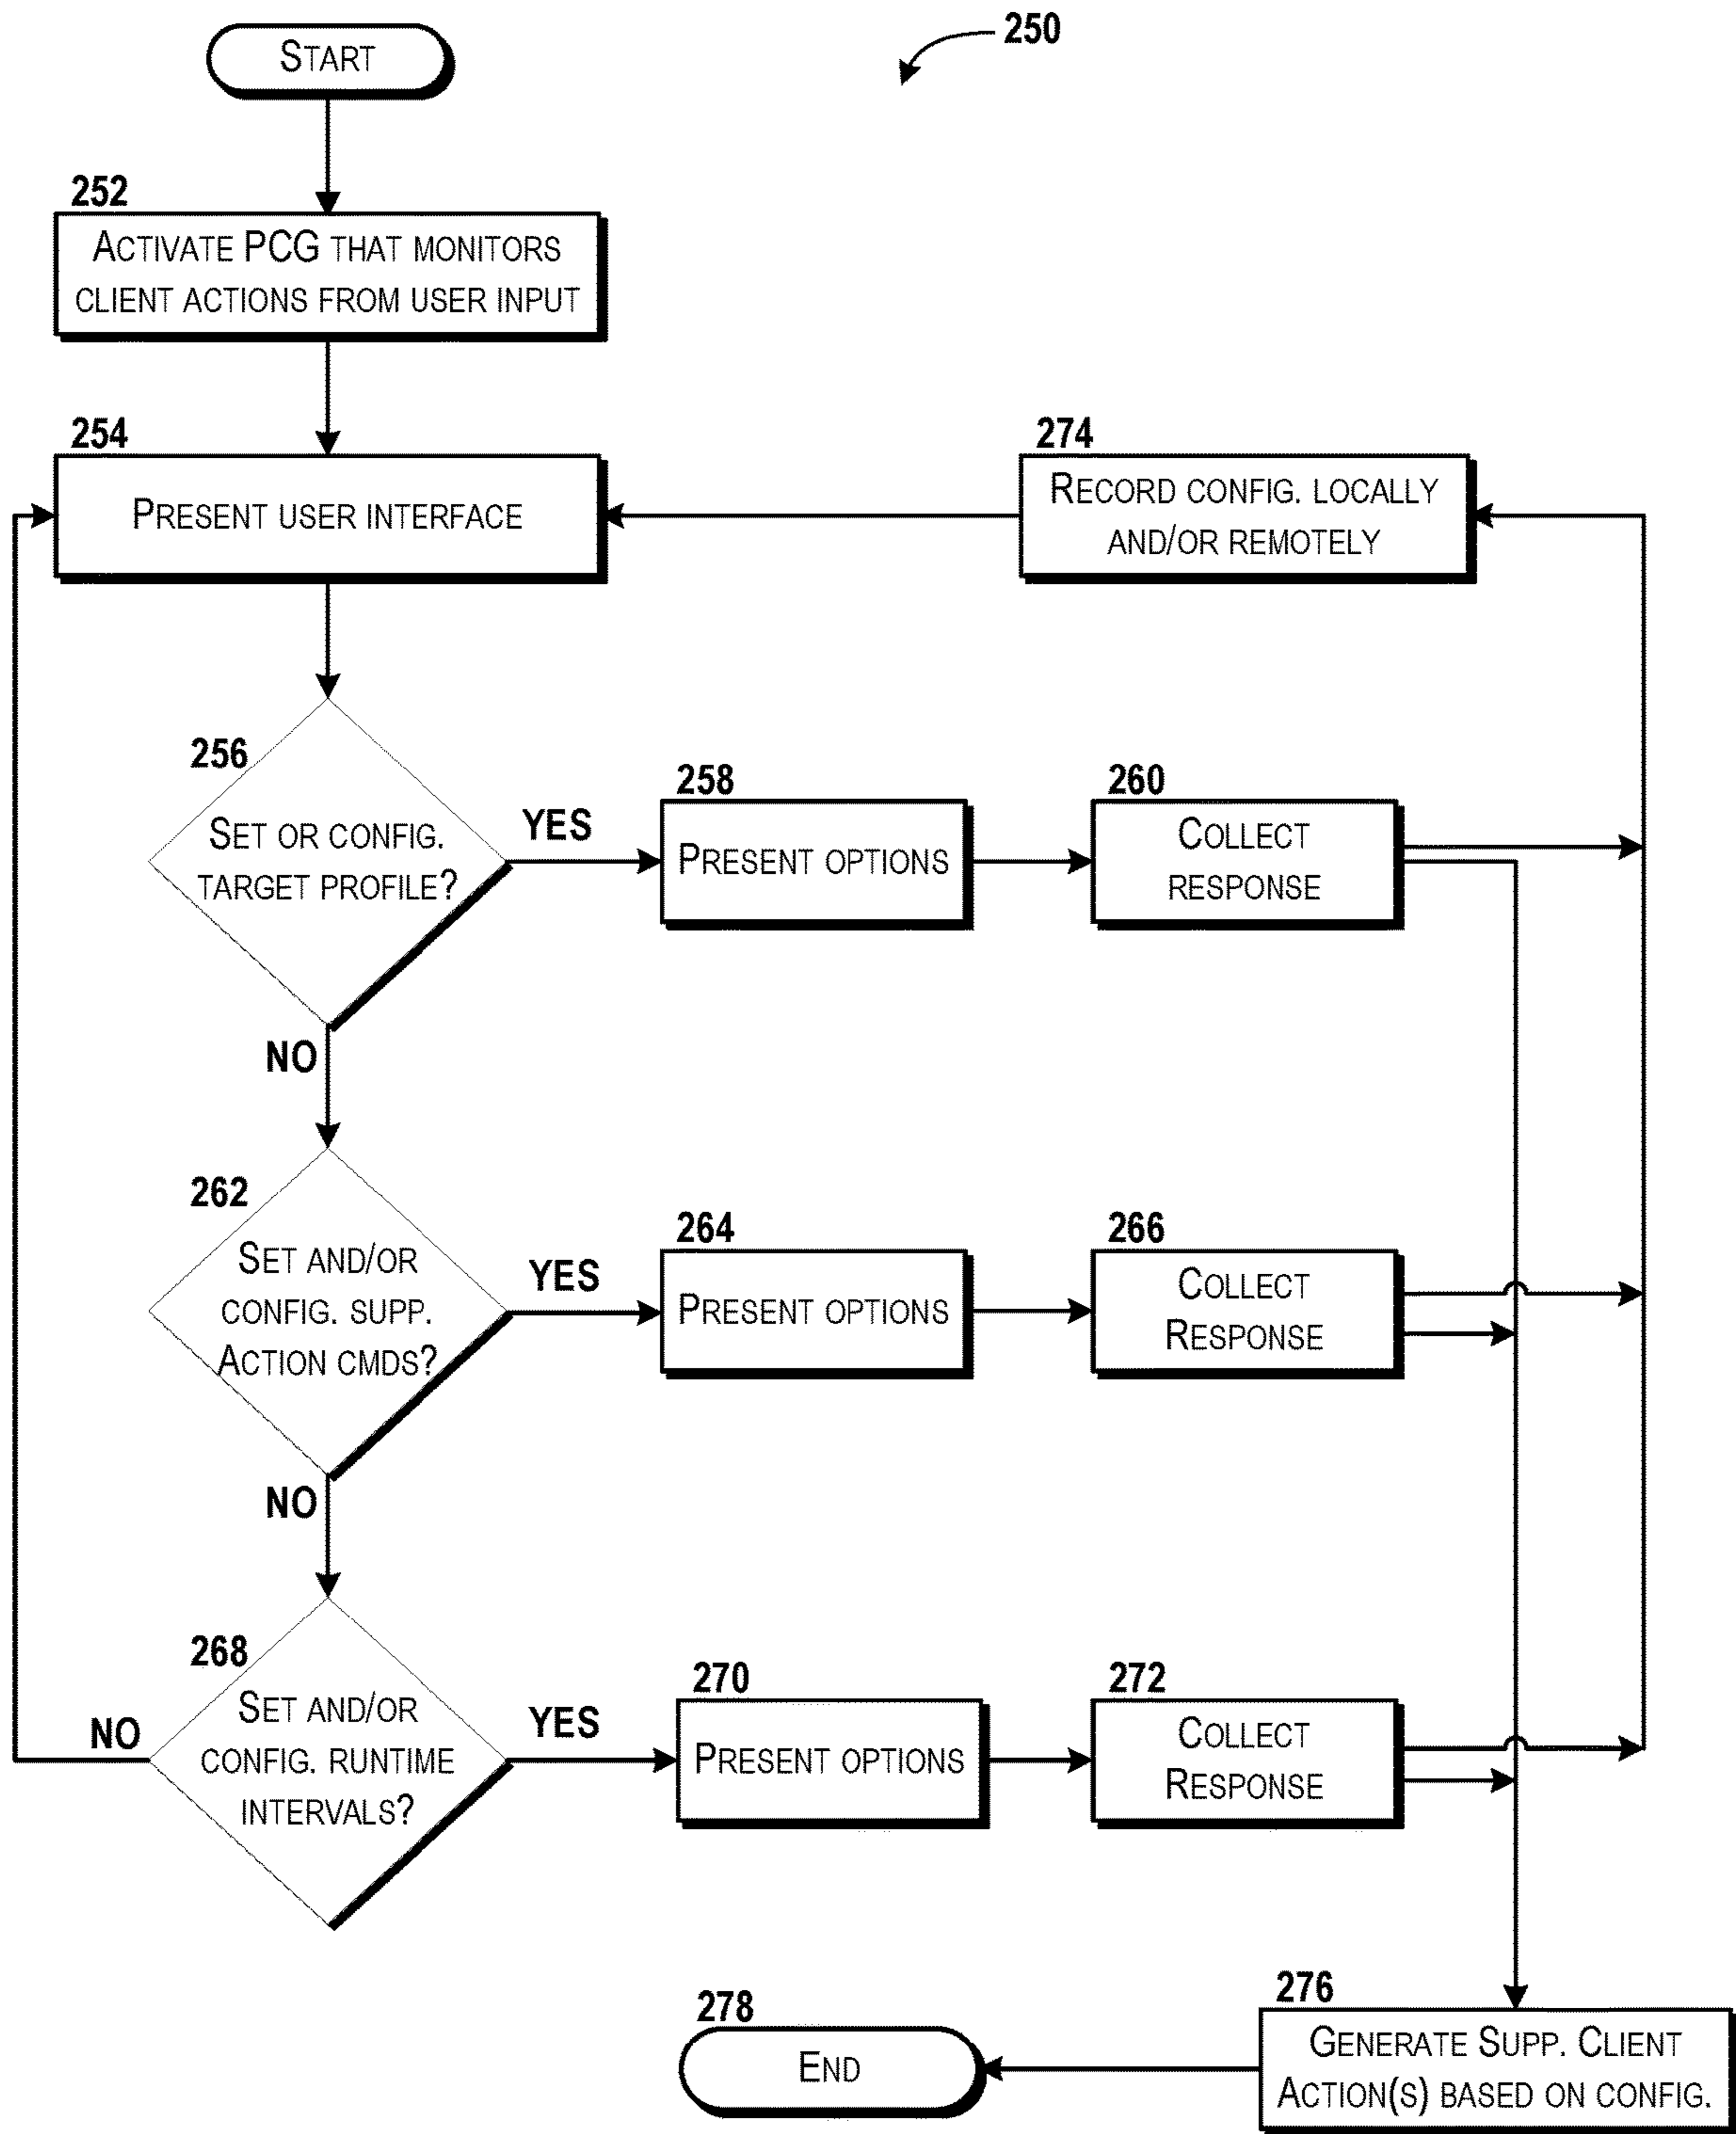 250
START
252
ACTIVATE PCG THAT MONITORS
CLIENT ACTIONS FROM USER INPUT
254
PRESENT USER INTERFACE
274
RECORD CONFIG. LOCALLY
AND/OR REMOTELY
256
SET OR CONFIG.
TARGET PROFILE?
YES
258
PRESENT OPTIONS
260
COLLECT
RESPONSE
NO
262
SET AND/OR
CONFIG. SUPP.
ACTION CMDS?
YES
264
PRESENT OPTIONS
266
COLLECT
RESPONSE
NO
268
SET AND/OR
CONFIG. RUNTIME
INTERVALS?
NO
YES
270
PRESENT OPTIONS
272
COLLECT
RESPONSE
276
GENERATE SUPP. CLIENT
ACTION(S) BASED ON CONFIG.
278
END